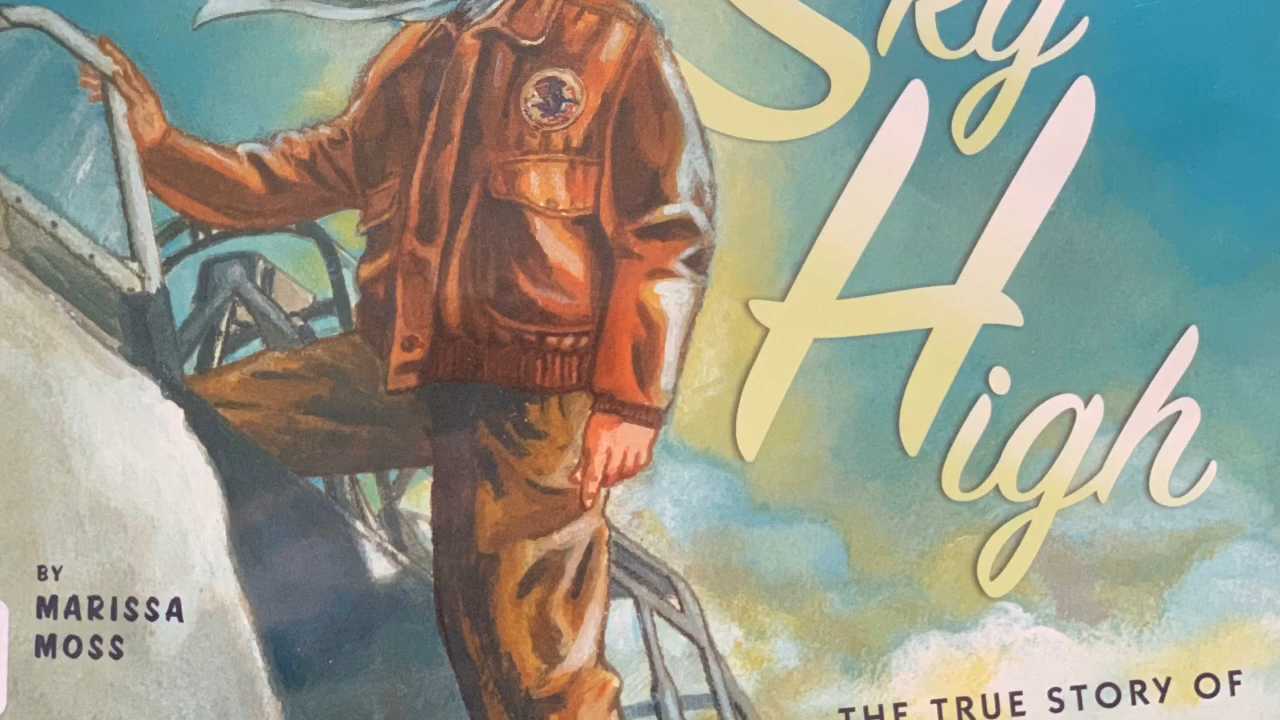 Sky
High
BY
MARISSA
MOSS
THE TRUE STORY OF